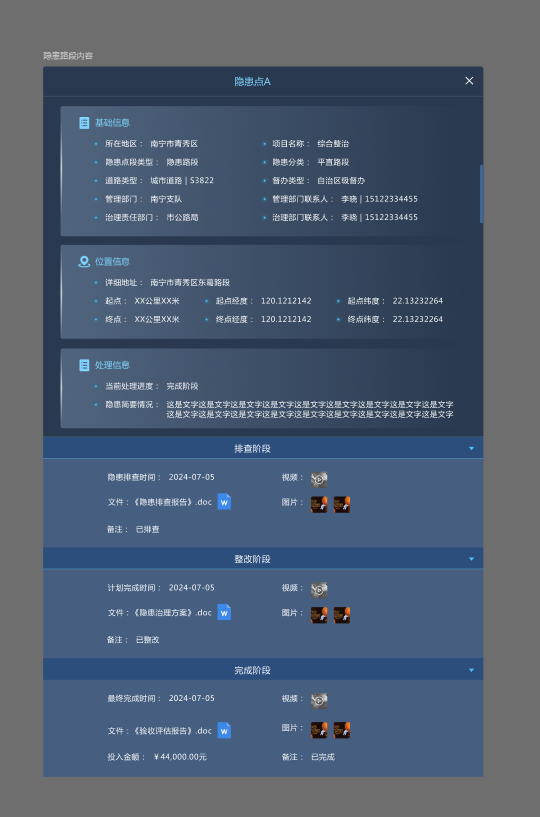 隐患路段内容
隐患点A
基础信息
所在地区： 南宁市青秀区 项目名称： 综合整治
隐患点段类型： 隐患路段 隐患分类： 平直路段
道路类型： 城市道路 | S3822 督办类型： 自治区级督办
管理部门： 南宁支队 管理部门联系人： 李晓 | 15122334455
治理责任部门： 市公路局 治理部门联系人： 李晓 | 15122334455
位置信息
详细地址： 南宁市青秀区东葛路段
起点： XX公里XX米 起点经度： 120.1212142 起点纬度： 22.13232264
终点： XX公里XX米 终点经度： 120.1212142 终点纬度： 22.13232264
处理信息
当前处理进度： 完成阶段
隐患简要情况： 这是文字这是文字这是文字这是文字这是文字这是文字这是文字这是文字这是文字
这是文字这是文字这是文字这是文字这是文字这是文字这是文字这是文字这是文字
排查阶段
隐患排查时间： 2024-07-05 视频：
文件：《隐患排查报告》.doc W 图片：
备注： 已排查
整改阶段
计划完成时间： 2024-07-05 视频：
文件：《隐患治理方案》.doc W 图片：
备注： 已整改
完成阶段
最终完成时间： 2024-07-05 视频：
文件：《验收评估报告》.doc W 图片：
投入金额： ￥44,000.00元 备注： 已完成